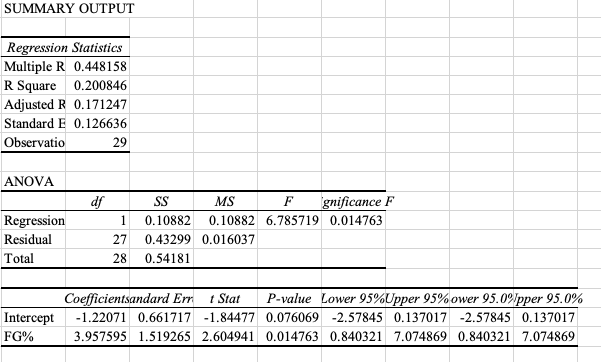 SUMMARY OUTPUT
Regression Statistics
Multiple R 0.448158
R Square 0.200846
Adjusted R 0.171247
Standard E 0.126636
Observatio 29
ANOVA
df SS MS F gnificance F
Regression 1 0.10882 0.10882 6.785719 0.014763
Residual 27 0.43299 0.016037
Total 28 0.54181
Coefficients andard Err t Stat P-value Lower 95% Upper 95% ower 95.0% pper 95.0%
Intercept -1.22071 0.661717 -1.84477 0.076069 -2.57845 0.137017 -2.57845 0.137017
FG% 3.957595 1.519265 2.604941 0.014763 0.840321 7.074869 0.840321 7.074869